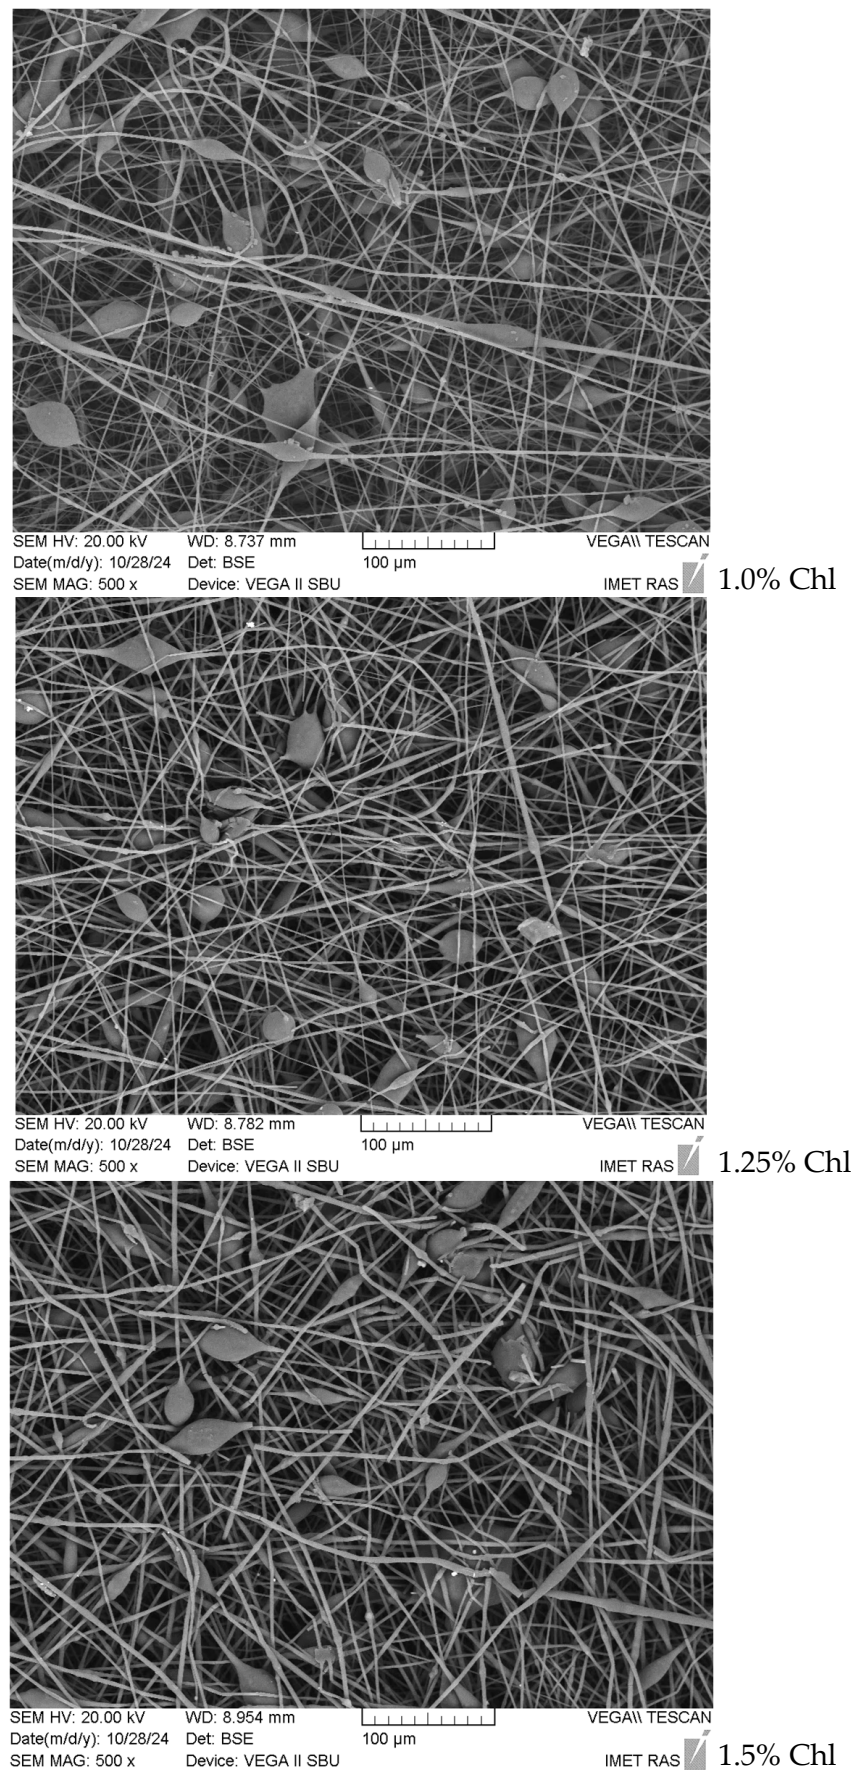 SEM HV: 20.00 kV WD: 8.737 mm VEGA\\ TESCAN
Date(m/d/y): 10/28/24 Det: BSE 100 µm
SEM MAG: 500 x Device: VEGA II SBU IMET RAS 1.0% Chl
SEM HV: 20.00 kV WD: 8.782 mm VEGA\\ TESCAN
Date(m/d/y): 10/28/24 Det: BSE 100 µm
SEM MAG: 500 x Device: VEGA II SBU IMET RAS 1.25% Chl
SEM HV: 20.00 kV WD: 8.954 mm VEGA\\ TESCAN
Date(m/d/y): 10/28/24 Det: BSE 100 µm
SEM MAG: 500 x Device: VEGA II SBU IMET RAS 1.5% Chl